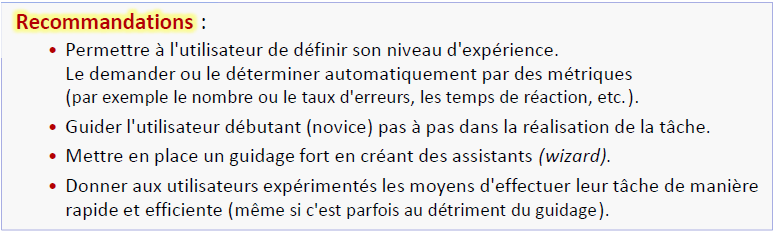 Recommandations :
• Permettre à l'utilisateur de définir son niveau d'expérience.
Le demander ou le déterminer automatiquement par des métriques
(par exemple le nombre ou le taux d'erreurs, les temps de réaction, etc.).
• Guider l'utilisateur débutant (novice) pas à pas dans la réalisation de la tâche.
• Mettre en place un guidage fort en créant des assistants (wizard).
• Donner aux utilisateurs expérimentés les moyens d'effectuer leur tâche de manière
rapide et efficiente (même si c'est parfois au détriment du guidage).